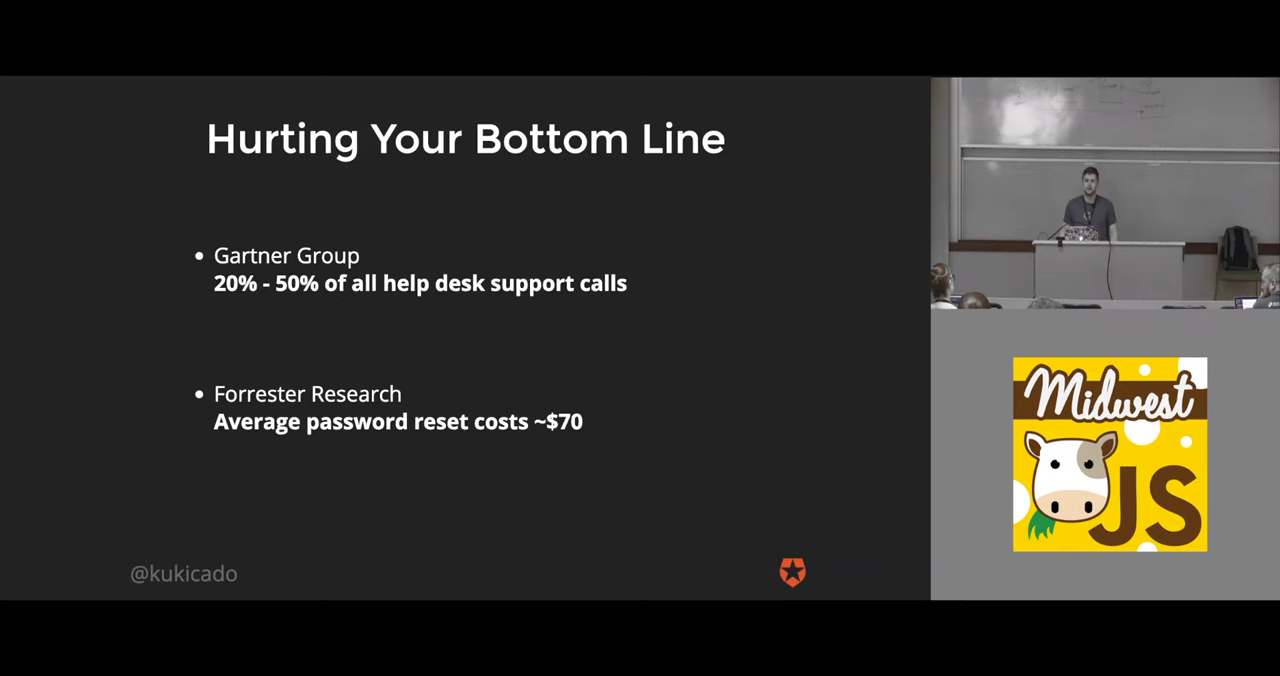 Hurting Your Bottom Line
• Gartner Group
20% - 50% of all help desk support calls
• Forrester Research
Average password reset costs ~$70
@kukicado
Midwest
JS